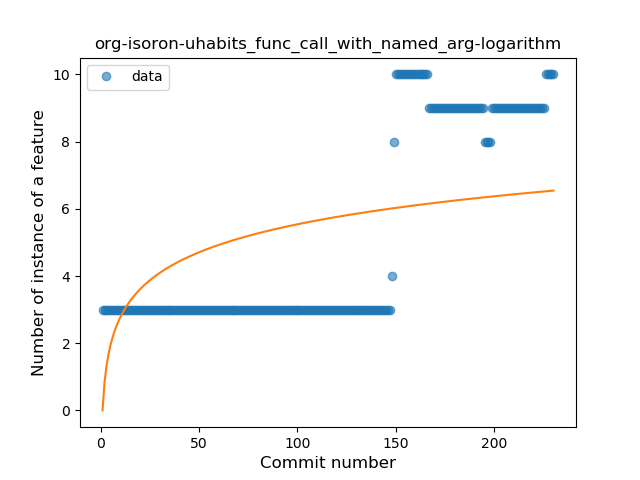 org-isoron-uhabits_func_call_with_named_arg-logarithm
data
Number of instance of a feature
10
8
6
4
2
0
0
50
100
150
200
Commit number